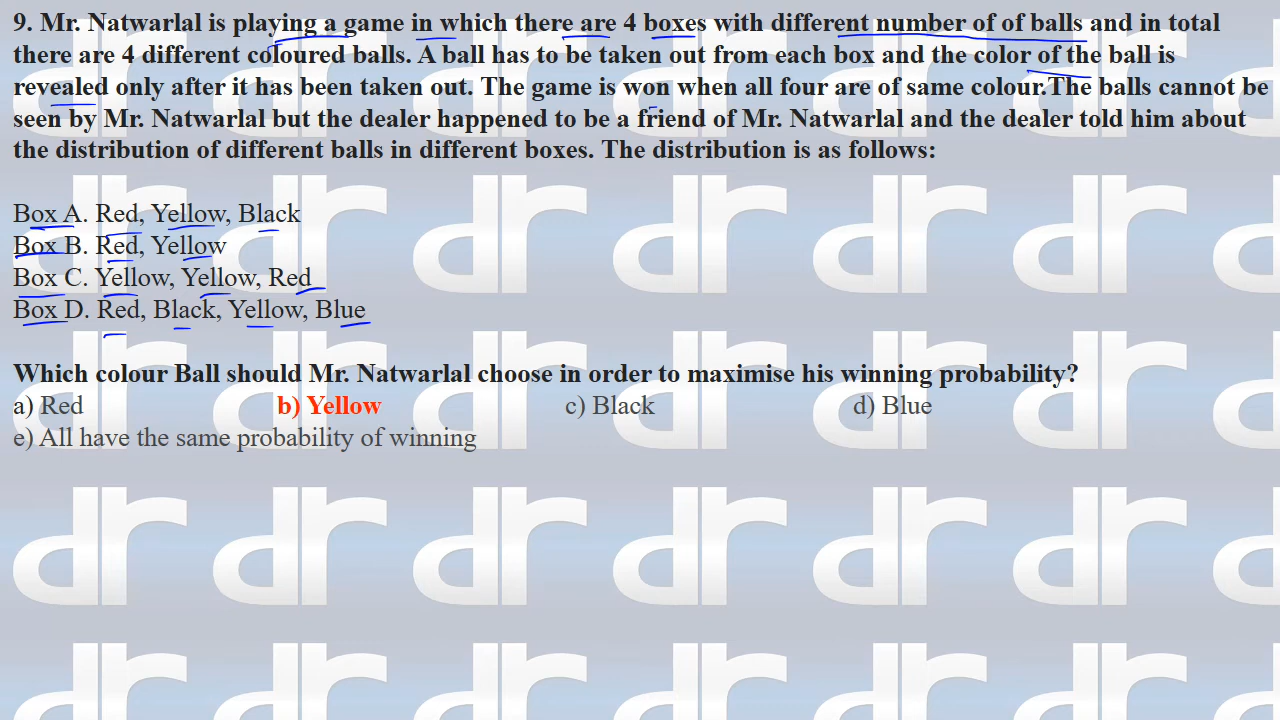 9. Mr. Natwarlal is playing a game in which there are 4 boxes with different number of of balls and in total
there are 4 different coloured balls. A ball has to be taken out from each box and the color of the ball is
revealed only after it has been taken out. The game is won when all four are of same colour.The balls cannot be
seen by Mr. Natwarlal but the dealer happened to be a friend of Mr. Natwarlal and the dealer told him about
the distribution of different balls in different boxes. The distribution is as follows:
Box A. Red, Yellow, Black
Box B. Red, Yellow
Box C. Yellow, Yellow, Red
Box D. Red, Black, Yellow, Blue
Which colour Ball should Mr. Natwarlal choose in order to maximise his winning probability?
a) Red b) Yellow c) Black d) Blue
e) All have the same probability of winning